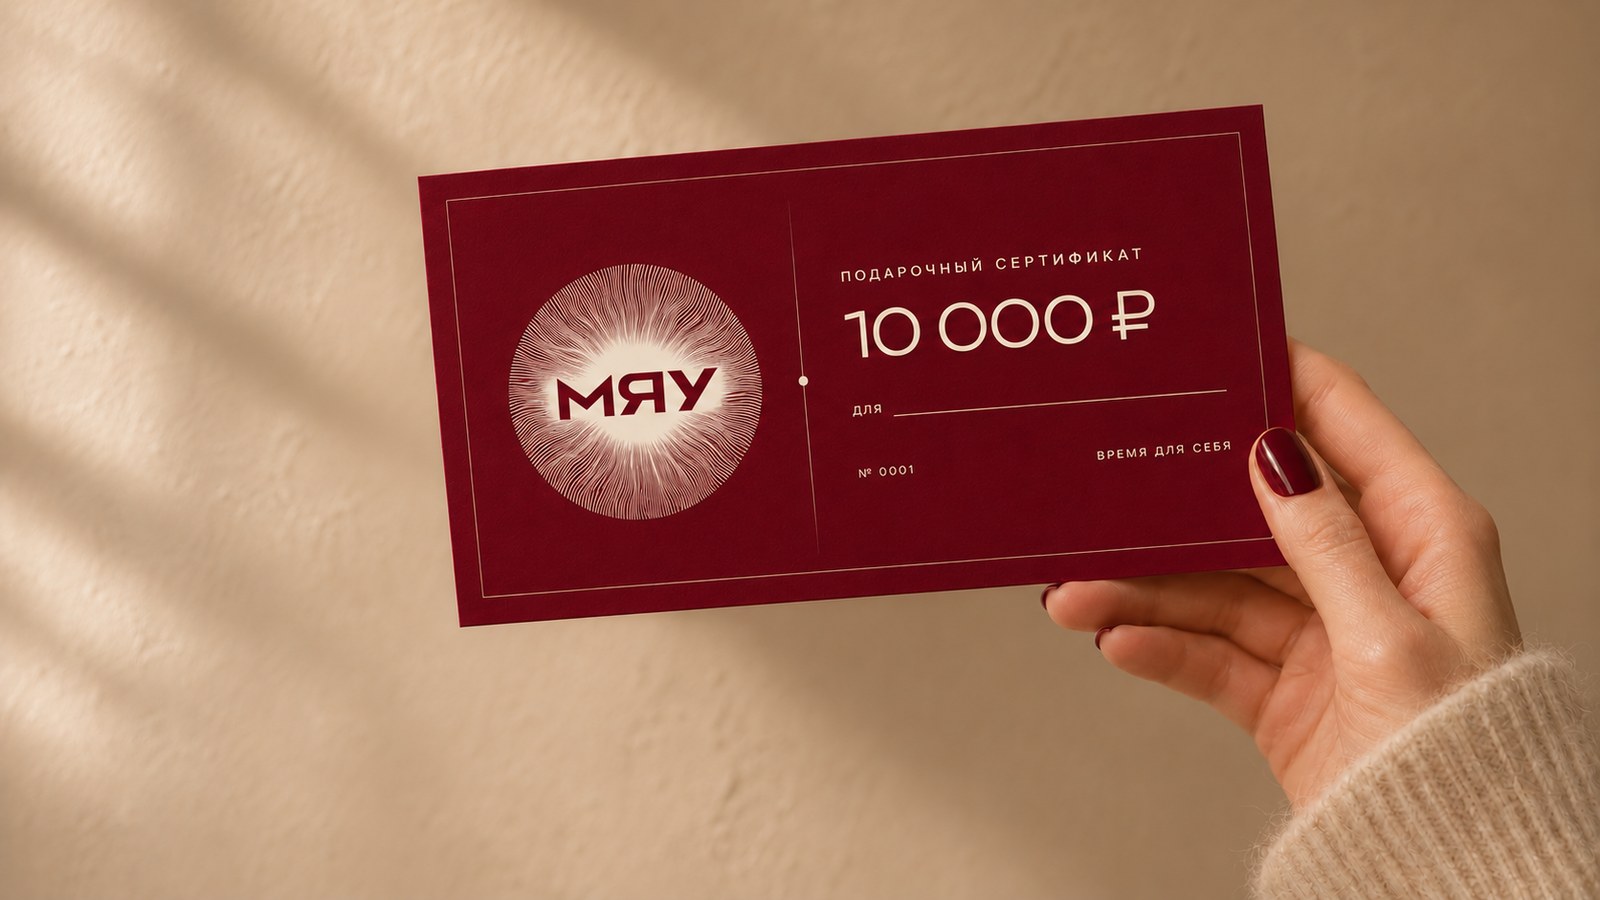 МЯУ
ПОДАРОЧНЫЙ СЕРТИФИКАТ
10 000 ₽
ДЛЯ
№ 0001
ВРЕМЯ ДЛЯ СЕБЯ